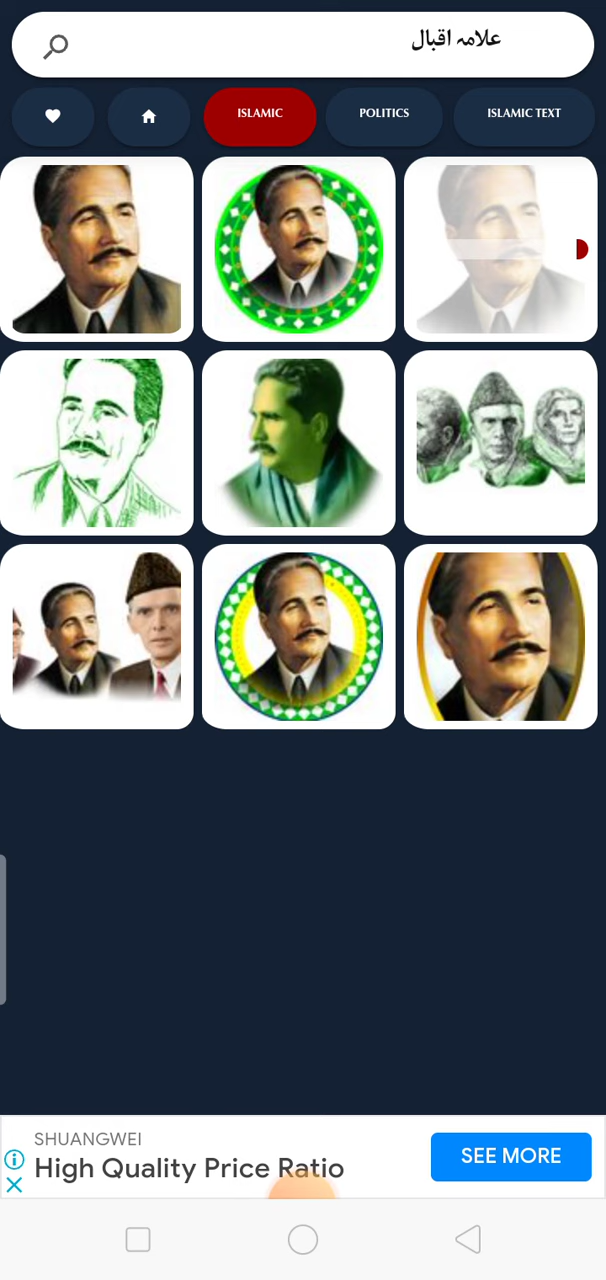 علامہ اقبال
ISLAMIC
POLITICS
ISLAMIC TEXT
SHUANGWEI
High Quality Price Ratio
SEE MORE